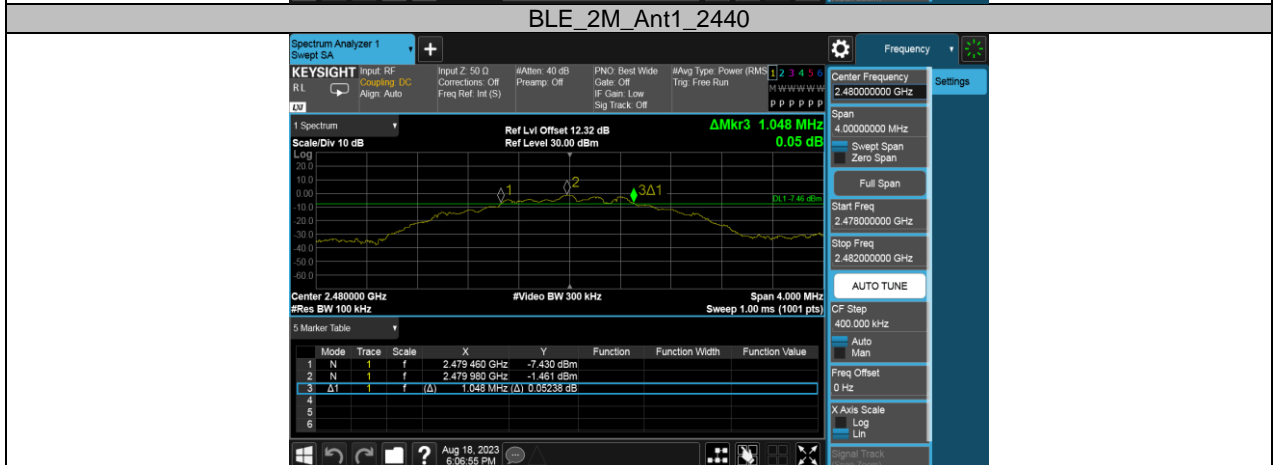 BLE_2M_Ant1_2440
Spectrum Analyzer 1
Swept SA
Frequency
KEYSIGHT
Input: RF
Input Z: 50 Ω
#Atten: 40 dB
PNO: Best Wide
#Avg Type: Power (RMS
1 2 3 4 5 6
R L
Coupling: DC
Corrections: Off
Preamp: Off
Gate: Off
Trig: Free Run
M W W W W W
Align: Auto
Freq Ref: Int (S)
IF Gain: Low
Sig Track: Off
P P P P P P
LXI
1 Spectrum
Ref Lvl Offset 12.32 dB
ΔMkr3 1.048 MHz
Scale/Div 10 dB
Ref Level 30.00 dBm
0.05 dB
Log
20.0
10.0
0.00
-10.0
-20.0
-30.0
-40.0
-50.0
-60.0
1
2
3Δ1
DL1 -7.46 dBm
Center 2.480000 GHz
#Video BW 300 kHz
Span 4.000 MHz
#Res BW 100 kHz
Sweep 1.00 ms (1001 pts)
5 Marker Table
Mode Trace Scale X Y Function Function Width Function Value
1 N 1 f 2.479 460 GHz -7.430 dBm
2 N 1 f 2.479 980 GHz -1.461 dBm
3 Δ1 1 f (Δ) 1.048 MHz (Δ) 0.05238 dB
4
5
6
Aug 18, 2023
6:06:55 PM
Center Frequency
2.480000000 GHz
Settings
Span
4.00000000 MHz
Swept Span
Zero Span
Full Span
Start Freq
2.478000000 GHz
Stop Freq
2.482000000 GHz
AUTO TUNE
CF Step
400.000 kHz
Auto
Man
Freq Offset
0 Hz
X Axis Scale
Log
Lin
Signal Track